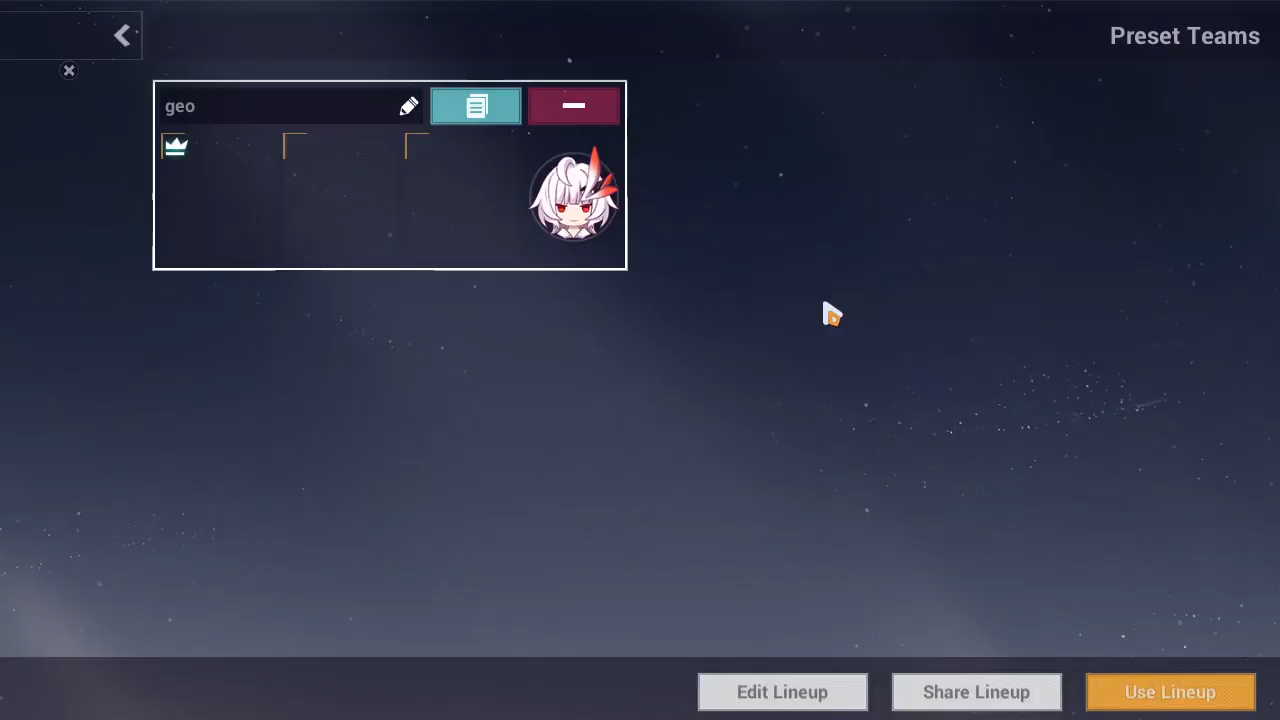 Preset Teams
geo
Edit Lineup
Share Lineup
Use Lineup